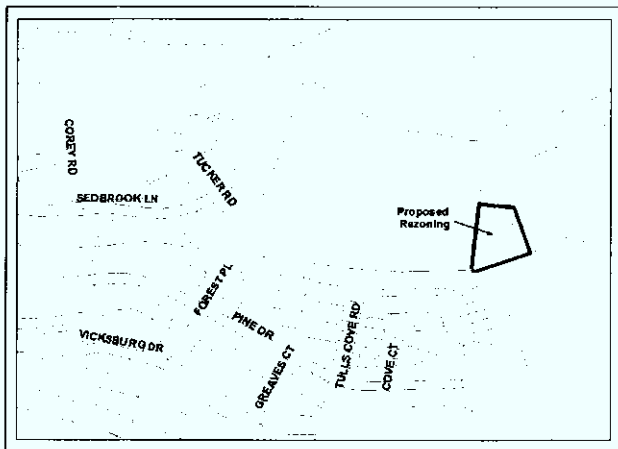 COREY RD
TUCKER RD
SEDBROOK LN
Proposed
Rezoning
FOREST PL
PINE DR
VICKSBURG DR
GREAVES CT
TULLS COVE RD
COVE CT